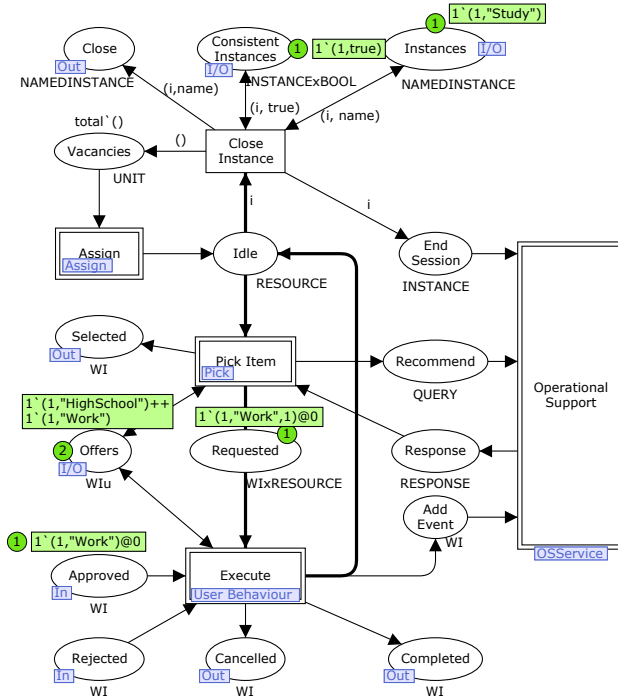 1`(1,"Study")
Close
Out
NAMEDINSTANCE
Consistent
Instances
I/O
1
1`(1,true)
INSTANCExBOOL
1
Instances
I/O
NAMEDINSTANCE
(i,name)
(i, true)
(i, name)
total`()
Vacancies
UNIT
()
Close
Instance
i
i
Assign
Assign
Idle
RESOURCE
End
Session
INSTANCE
Selected
Out
WI
Pick Item
Pick
Recommend
QUERY
Operational
Support
1`(1,"HighSchool")++
1`(1,"Work")
1`(1,"Work",1)@0
1
2
Offers
I/O
WIu
Requested
WIxRESOURCE
Response
RESPONSE
Add
Event
WI
1
1`(1,"Work")@0
OSService
Approved
In
WI
Execute
User Behaviour
Rejected
In
WI
Cancelled
Out
WI
Completed
Out
WI